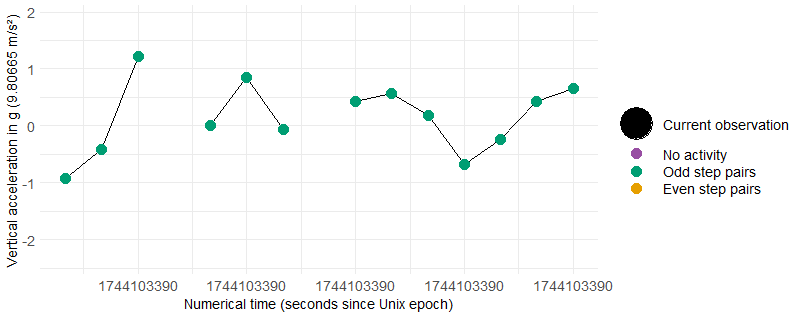 Vertical acceleration in g (9.80665 m/s²)
2
1
0
-1
-2
1744103390 1744103390 1744103390 1744103390 1744103390
Numerical time (seconds since Unix epoch)
Current observation
No activity
Odd step pairs
Even step pairs